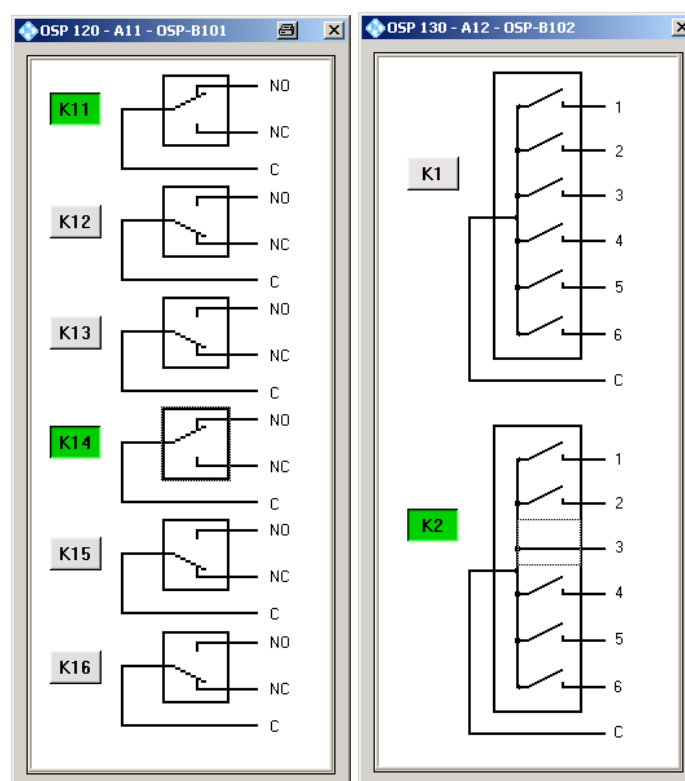 OSP 120 - A11 - OSP-B101
K11
NO
NC
C
K12
NO
NC
C
K13
NO
NC
C
K14
NO
NC
C
K15
NO
NC
C
K16
NO
NC
C
OSP 130 - A12 - OSP-B102
K1
1
2
3
4
5
6
C
K2
1
2
3
4
5
6
C